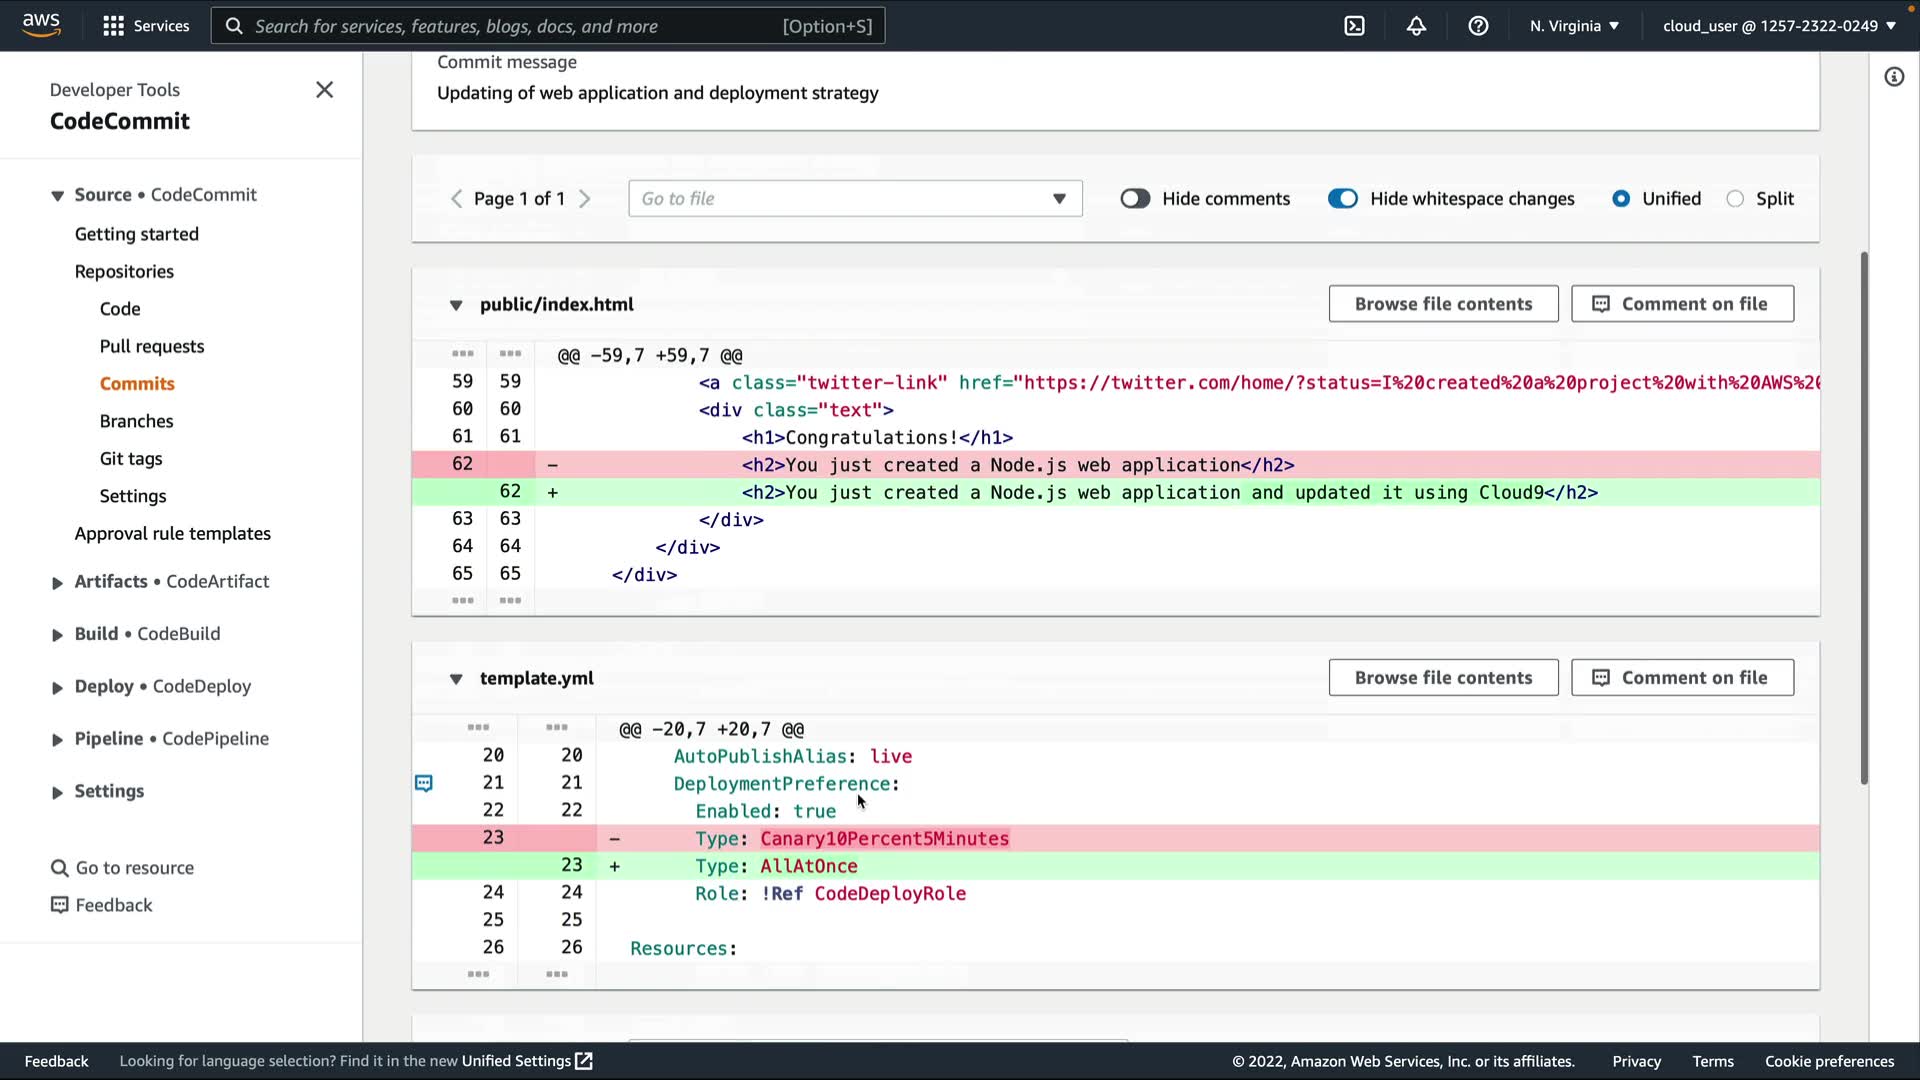 aws
Services
Search for services, features, blogs, docs, and more
[Option+S]
N. Virginia
cloud_user @ 1257-2322-0249
Developer Tools
CodeCommit
Source • CodeCommit
Getting started
Repositories
Code
Pull requests
Commits
Branches
Git tags
Settings
Approval rule templates
Artifacts • CodeArtifact
Build • CodeBuild
Deploy • CodeDeploy
Pipeline • CodePipeline
Settings
Go to resource
Feedback
Commit message
Updating of web application and deployment strategy
Page 1 of 1
Go to file
Hide comments
Hide whitespace changes
Unified
Split
public/index.html
Browse file contents
Comment on file
@@ -59,7 +59,7 @@
59 59 <a class="twitter-link" href="https://twitter.com/home/?status=I%20created%20a%20project%20with%20AWS%20
60 60 <div class="text">
61 61 <h1>Congratulations!</h1>
62 - <h2>You just created a Node.js web application</h2>
62 + <h2>You just created a Node.js web application and updated it using Cloud9</h2>
63 63 </div>
64 64 </div>
65 65 </div>
template.yml
Browse file contents
Comment on file
@@ -20,7 +20,7 @@
20 20 AutoPublishAlias: live
21 21 DeploymentPreference:
22 22 Enabled: true
23 - Type: Canary10Percent5Minutes
23 + Type: AllAtOnce
24 24 Role: !Ref CodeDeployRole
25 25
26 26 Resources:
Feedback
Looking for language selection? Find it in the new Unified Settings
© 2022, Amazon Web Services, Inc. or its affiliates.
Privacy
Terms
Cookie preferences